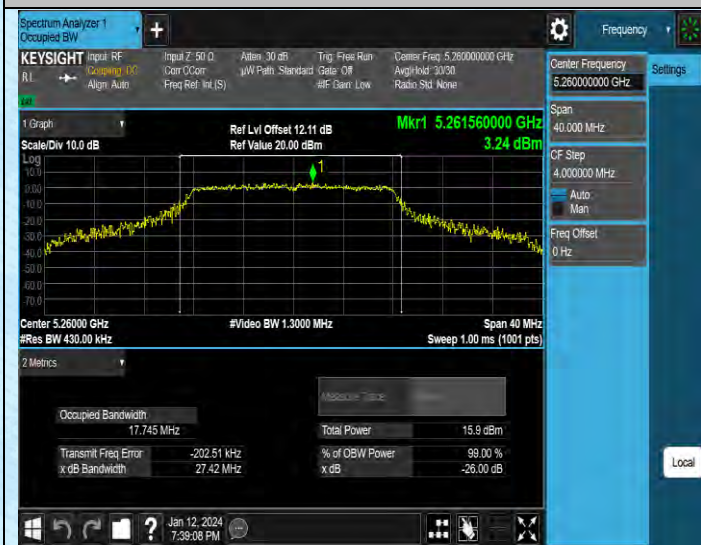 Spectrum Analyzer 1
Occupied BW
Frequency
KEYSIGHT Input: RF Input Z: 50 Ω Atten: 30 dB Trig: Free Run Center Freq: 5.260000000 GHz
RL Coupling: DC Corr CCorr µW Path: Standard Gate: Off Avg|Hold: 30/30
Align: Auto Freq Ref: Int (S) #IF Gain: Low Radio Std: None
1 Graph
Scale/Div 10.0 dB
Ref Lvl Offset 12.11 dB
Ref Value 20.00 dBm
Mkr1 5.261560000 GHz
3.24 dBm
Log
10.0
0.00
-10.0
-20.0
-30.0
-40.0
-50.0
-60.0
-70.0
1
Center 5.26000 GHz #Video BW 1.3000 MHz Span 40 MHz
#Res BW 430.00 kHz Sweep 1.00 ms (1001 pts)
2 Metrics
Measure Trace
Occupied Bandwidth
17.745 MHz
Total Power 15.9 dBm
Transmit Freq Error -202.51 kHz % of OBW Power 99.00 %
x dB Bandwidth 27.42 MHz x dB -26.00 dB
Center Frequency
5.260000000 GHz
Settings
Span
40.000 MHz
CF Step
4.000000 MHz
Auto
Man
Freq Offset
0 Hz
Local
Jan 12, 2024
7:39:08 PM